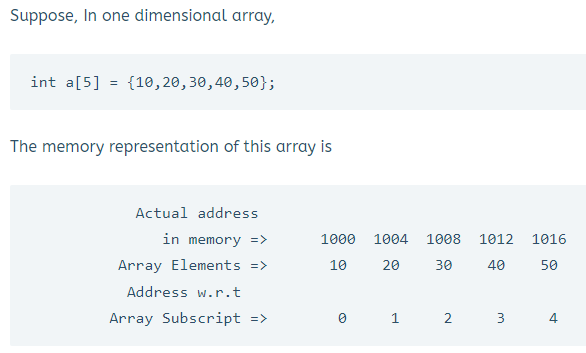 Suppose, In one dimensional array,
int a[5] = {10,20,30,40,50};
The memory representation of this array is
Actual address
in memory => 1000 1004 1008 1012 1016
Array Elements => 10 20 30 40 50
Address w.r.t
Array Subscript => 0 1 2 3 4